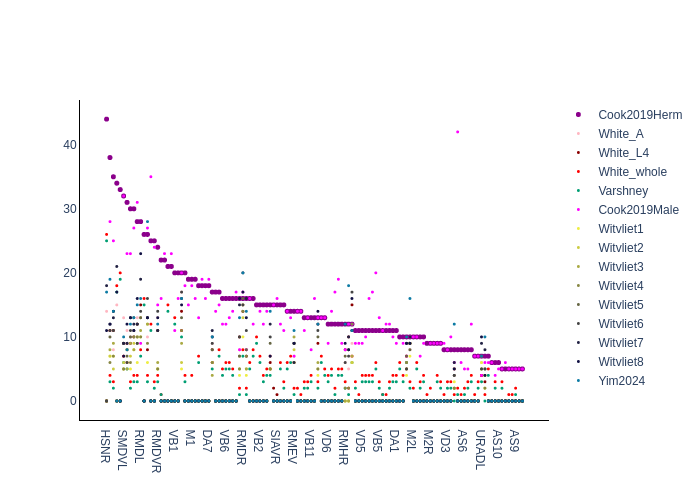 40
30
20
10
0
HSNR
SMDVL
RMDL
RMDVR
VB1
M1
DA7
VB6
RMDR
VB2
SIAVR
RMEV
VB11
VD6
RMHR
VD5
VB5
DA1
M2L
M2R
VD3
AS6
URADL
AS10
AS9
Cook2019Herm
White_A
White_L4
White_whole
Varshney
Cook2019Male
Witvliet1
Witvliet2
Witvliet3
Witvliet4
Witvliet5
Witvliet6
Witvliet7
Witvliet8
Yim2024